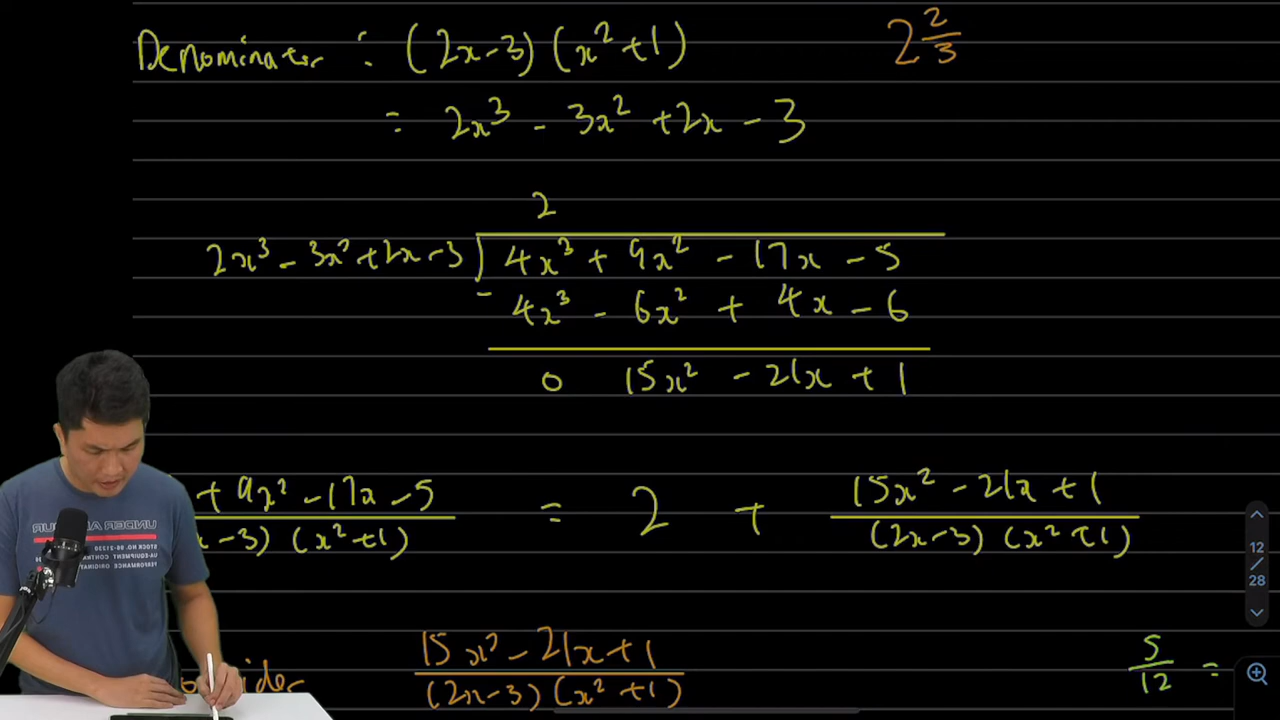 Denominator : (2x-3)(x²+1)
2 2/3
= 2x³ - 3x² + 2x - 3
2
2x³ - 3x² + 2x - 3 ) 4x³ + 9x² - 17x - 5
- 4x³ - 6x² + 4x - 6
0 15x² - 21x + 1
+ 9x² - 17x - 5 / x-3)(x²+1) = 2 + 15x² - 21x + 1 / (2x-3)(x²+1)
15x² - 21x + 1 / (2x-3)(x²+1)
5/12 =
12
/
28